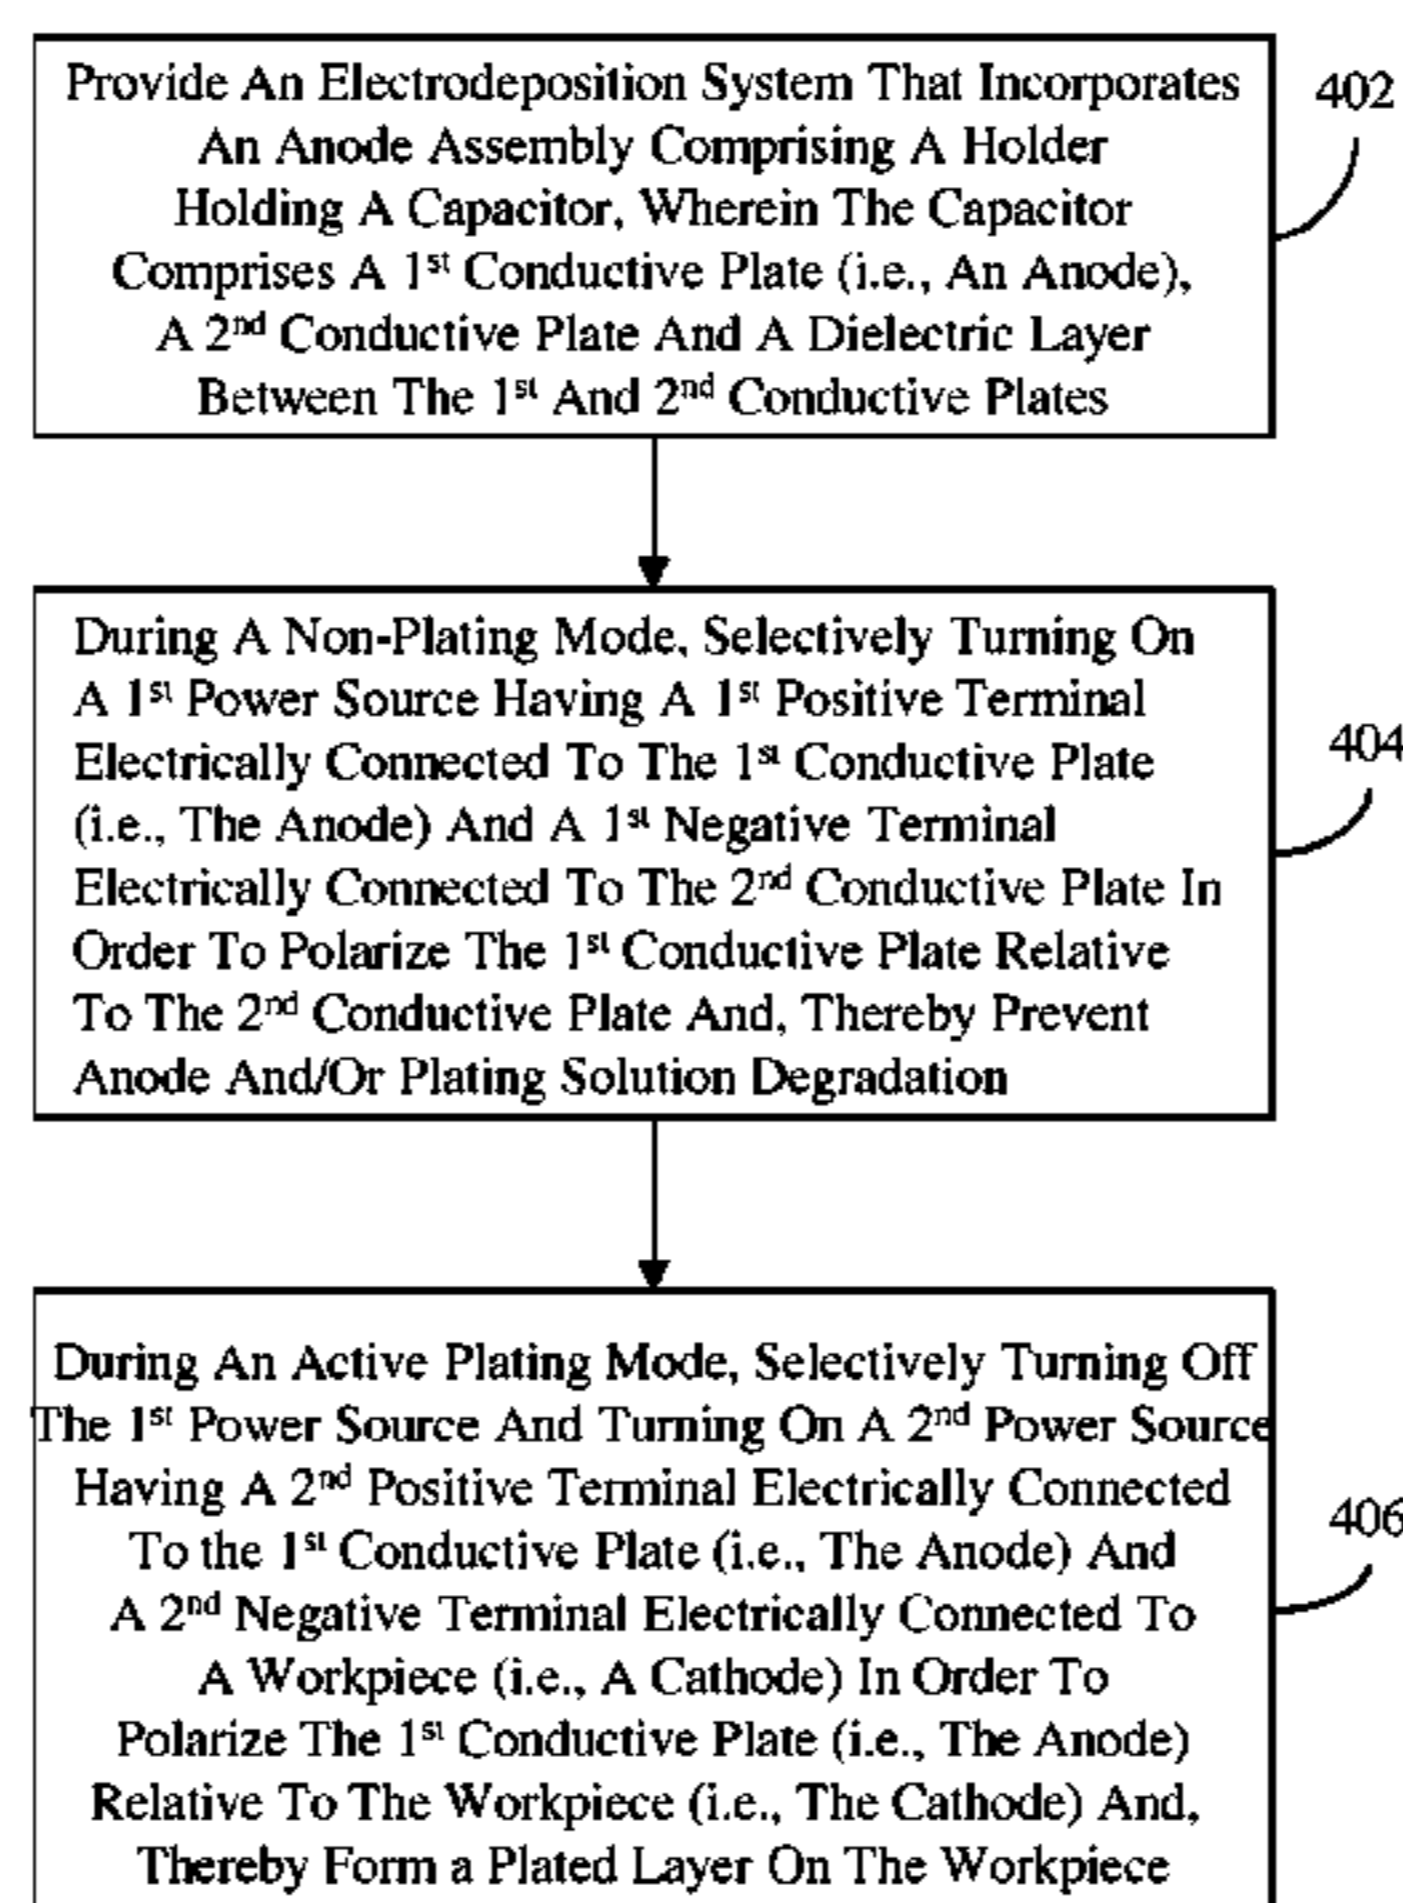 Provide An Electrodeposition System That Incorporates
An Anode Assembly Comprising A Holder
Holding A Capacitor, Wherein The Capacitor
Comprises A 1st Conductive Plate (i.e., An Anode),
A 2nd Conductive Plate And A Dielectric Layer
Between The 1st And 2nd Conductive Plates
402
During A Non-Plating Mode, Selectively Turning On
A 1st Power Source Having A 1st Positive Terminal
Electrically Connected To The 1st Conductive Plate
(i.e., The Anode) And A 1st Negative Terminal
Electrically Connected To The 2nd Conductive Plate In
Order To Polarize The 1st Conductive Plate Relative
To The 2nd Conductive Plate And, Thereby Prevent
Anode And/Or Plating Solution Degradation
404
During An Active Plating Mode, Selectively Turning Off
The 1st Power Source And Turning On A 2nd Power Source
Having A 2nd Positive Terminal Electrically Connected
To the 1st Conductive Plate (i.e., The Anode) And
A 2nd Negative Terminal Electrically Connected To
A Workpiece (i.e., A Cathode) In Order To
Polarize The 1st Conductive Plate (i.e., The Anode)
Relative To The Workpiece (i.e., The Cathode) And,
Thereby Form a Plated Layer On The Workpiece
406